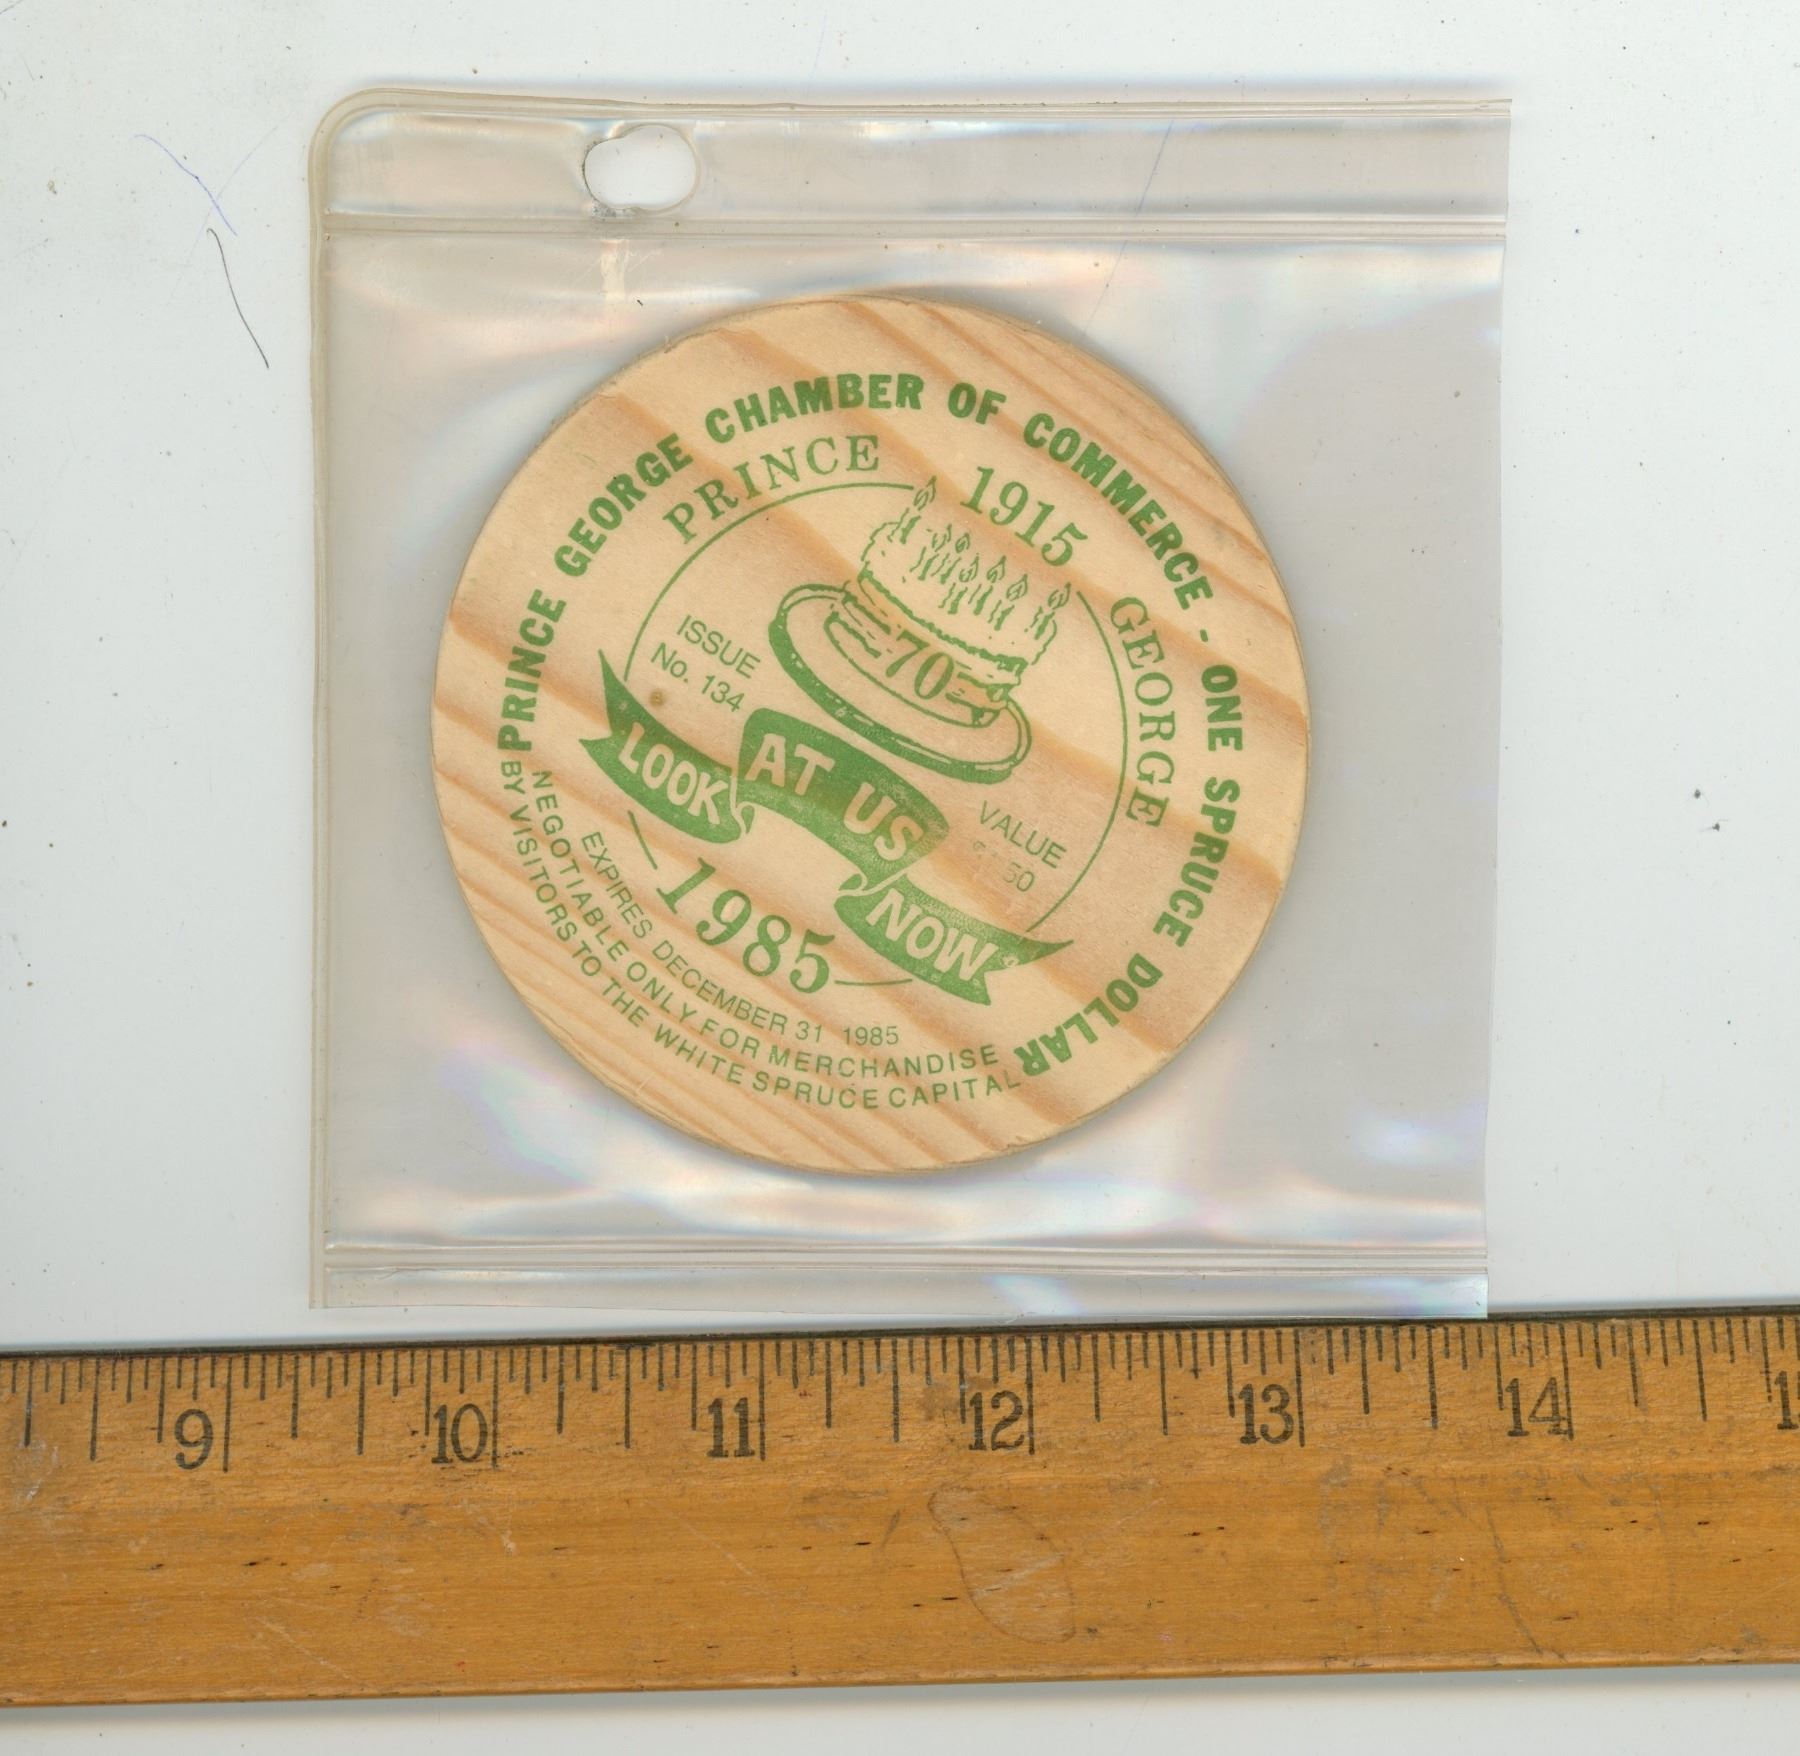 PRINCE GEORGE CHAMBER OF COMMERCE - ONE SPRUCE DOLLAR
PRINCE 1915 GEORGE
70
ISSUE
No. 134
LOOK AT US NOW
VALUE
50
1985
EXPIRES DECEMBER 31 1985
NEGOTIABLE ONLY FOR MERCHANDISE
BY VISITORS TO THE WHITE SPRUCE CAPITAL
9 10 11 12 13 14